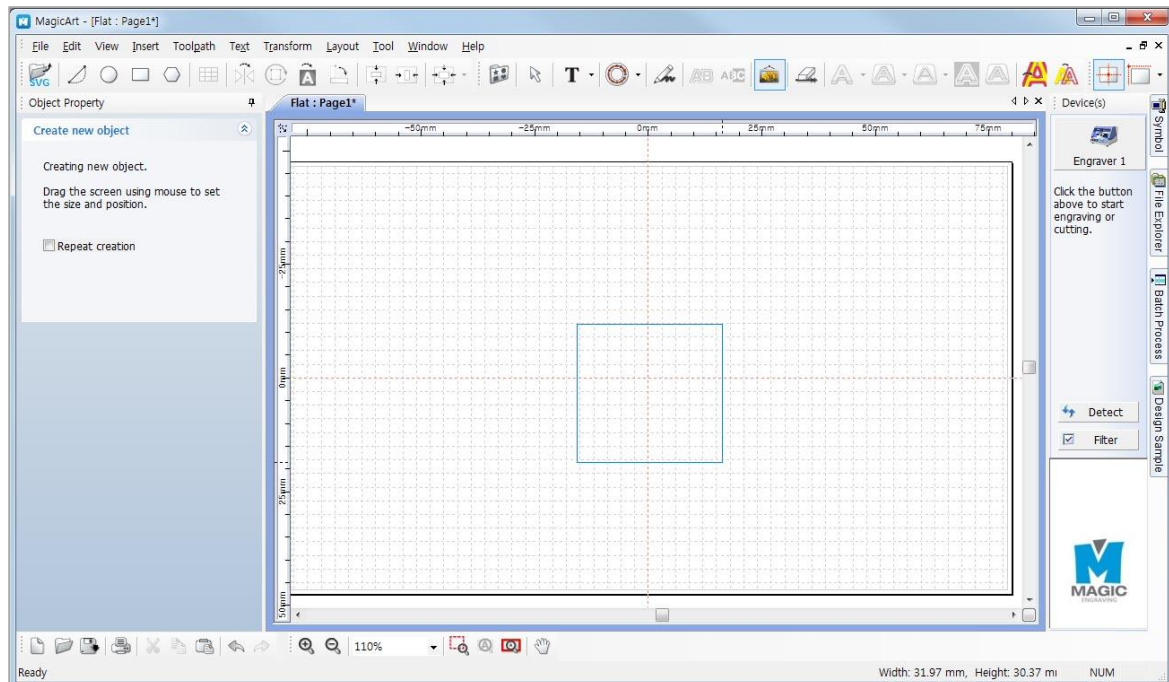 MagicArt - [Flat : Page1*]
File Edit View Insert Toolpath Text Transform Layout Tool Window Help
SVG
Object Property
Flat : Page1*
Device(s)
Create new object
Creating new object.
Drag the screen using mouse to set
the size and position.
Repeat creation
-50mm -25mm 0mm 25mm 50mm 75mm
-25mm
0mm
25mm
50mm
Engraver 1
Click the button
above to start
engraving or
cutting.
Detect
Filter
Symbol
File Explorer
Batch Process
Design Sample
MAGIC
ENGRAVING
110%
Ready
Width: 31.97 mm, Height: 30.37 mı
NUM